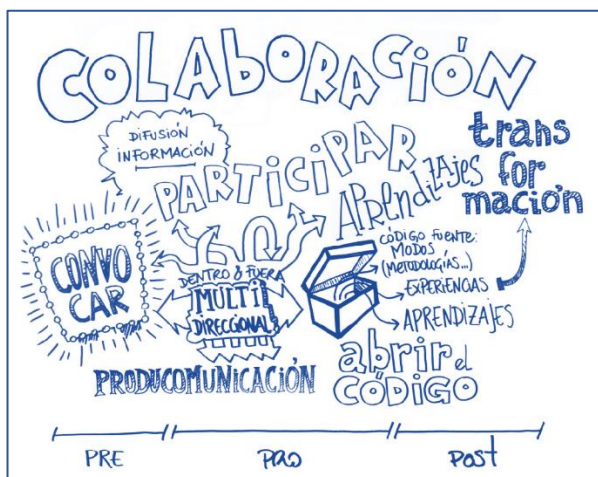 COLABORACIÓN
DIFUSIÓN
INFORMACIÓN
PARTICIPAR
APRENDIZAJES
trans
for
mación
CONVO
CAR
DENTRO & FUERA
MULTI
DIRECCIONAL
PRODUCOMUNICACIÓN
CÓDIGO FUENTE:
MODOS
(METODOLOGÍAS...)
EXPERIENCIAS
APRENDIZAJES
abrir el
CÓDIGO
PRE
PRO
POST